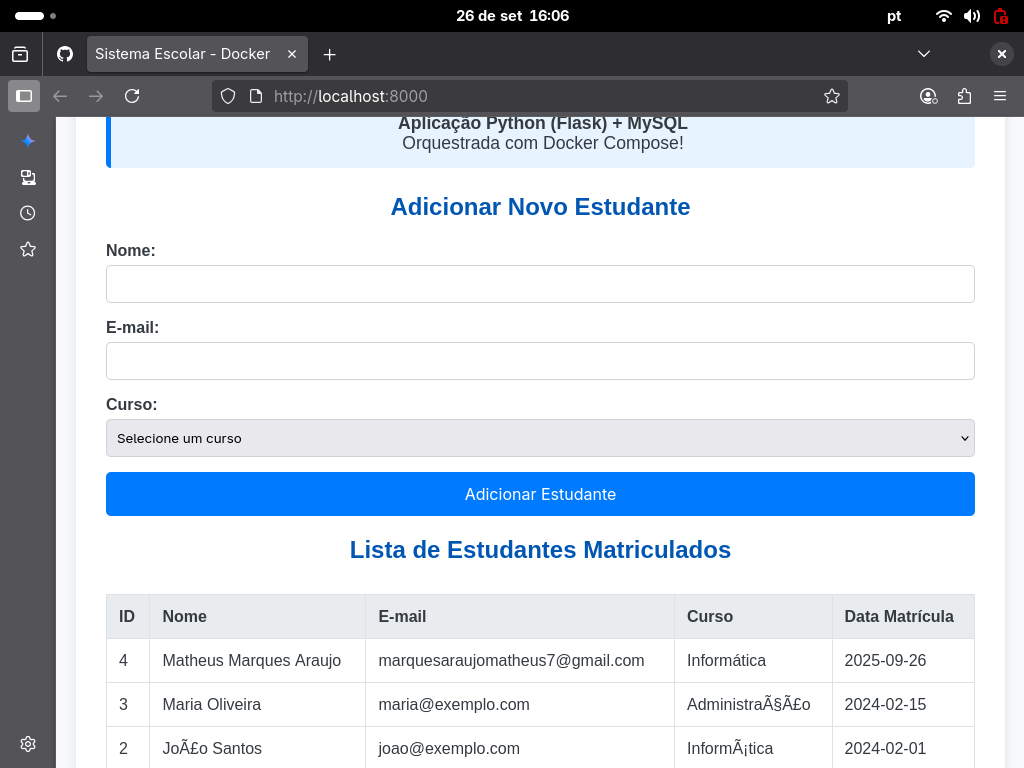 26 de set 16:06
pt
Sistema Escolar - Docker
http://localhost:8000
Aplicação Python (Flask) + MySQL
Orquestrada com Docker Compose!
Adicionar Novo Estudante
Nome:
E-mail:
Curso:
Selecione um curso
Adicionar Estudante
Lista de Estudantes Matriculados
ID Nome E-mail Curso Data Matrícula
4 Matheus Marques Araujo marquesaraujomatheus7@gmail.com Informática 2025-09-26
3 Maria Oliveira maria@exemplo.com AdministraÃ§Ã£o 2024-02-15
2 JoÃ£o Santos joao@exemplo.com InformÃ¡tica 2024-02-01